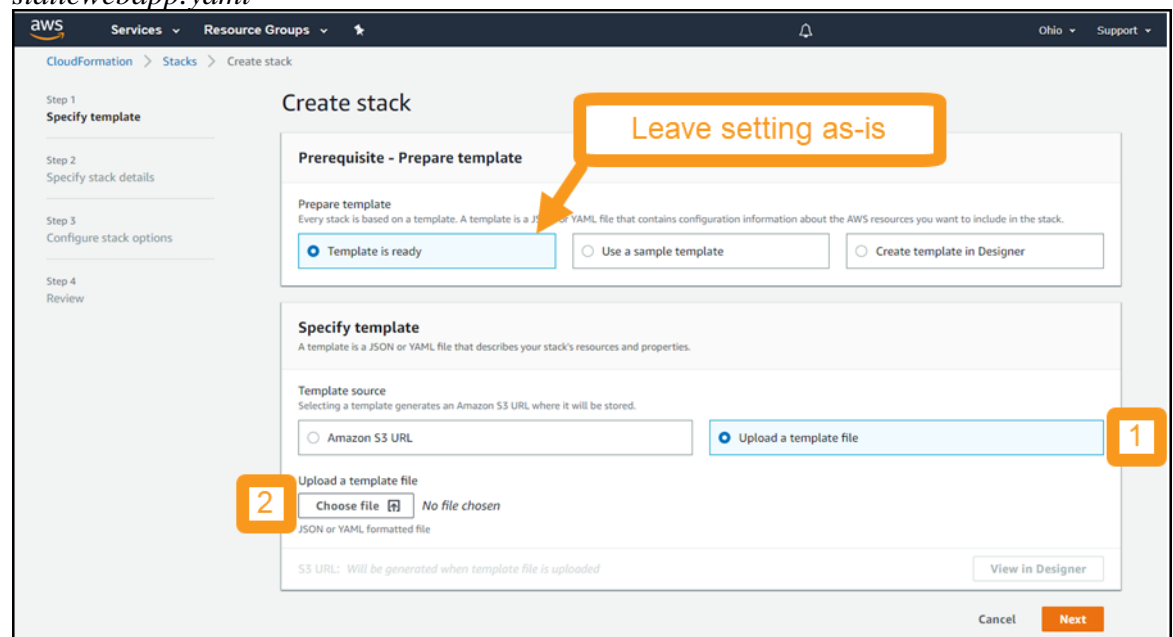 staticwebapp.yaml
aws Services Resource Groups Ohio Support
CloudFormation > Stacks > Create stack
Step 1
Specify template
Step 2
Specify stack details
Step 3
Configure stack options
Step 4
Review
Create stack
Leave setting as-is
Prerequisite - Prepare template
Prepare template
Every stack is based on a template. A template is a JSON or YAML file that contains configuration information about the AWS resources you want to include in the stack.
Template is ready
Use a sample template
Create template in Designer
Specify template
A template is a JSON or YAML file that describes your stack's resources and properties.
Template source
Selecting a template generates an Amazon S3 URL where it will be stored.
Amazon S3 URL
Upload a template file
1
Upload a template file
2
Choose file No file chosen
JSON or YAML formatted file
S3 URL: Will be generated when template file is uploaded
View in Designer
Cancel Next